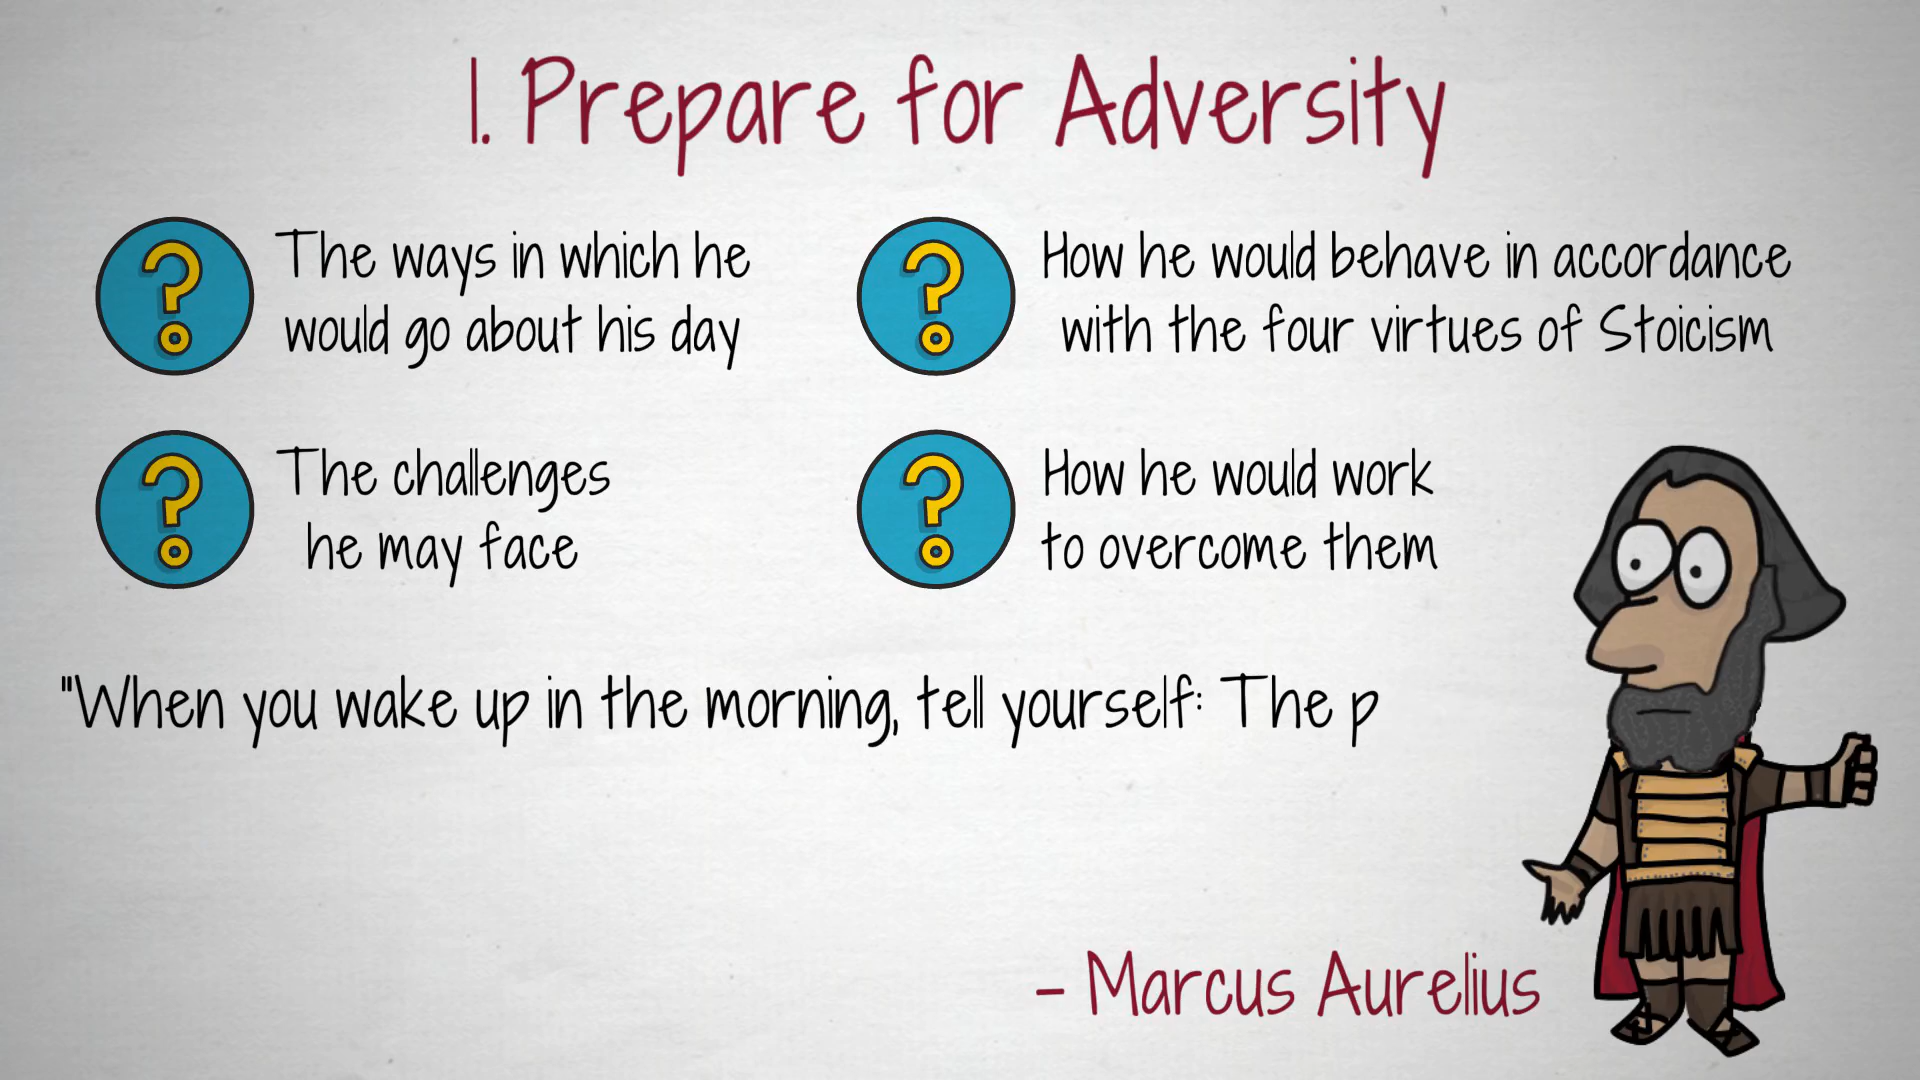 1. Prepare for Adversity
The ways in which he
would go about his day
How he would behave in accordance
with the four virtues of Stoicism
The challenges
he may face
How he would work
to overcome them
"When you wake up in the morning, tell yourself: The p
- Marcus Aurelius